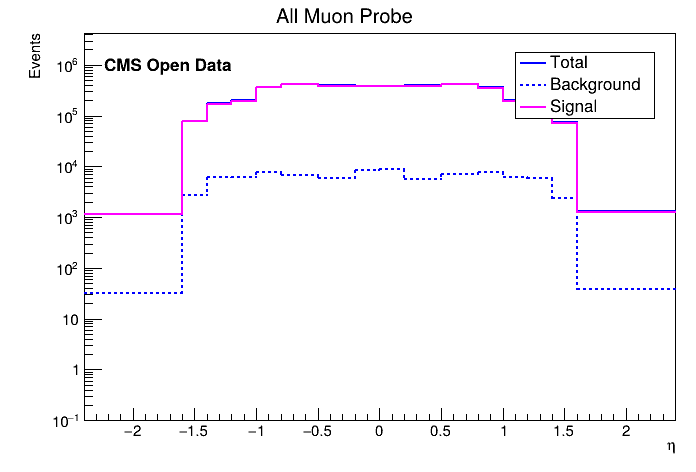 All Muon Probe
Events
CMS Open Data
Total
Background
Signal
10⁶
10⁵
10⁴
10³
10²
10
1
10⁻¹
−2 −1.5 −1 −0.5 0 0.5 1 1.5 2
η